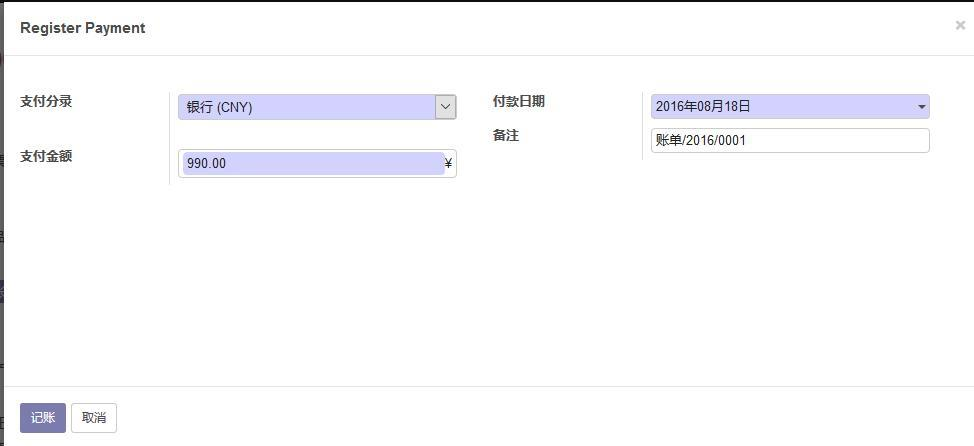 Register Payment
×
支付分录
银行 (CNY)
付款日期
2016年08月18日
备注
账单/2016/0001
支付金额
990.00
¥
记账
取消